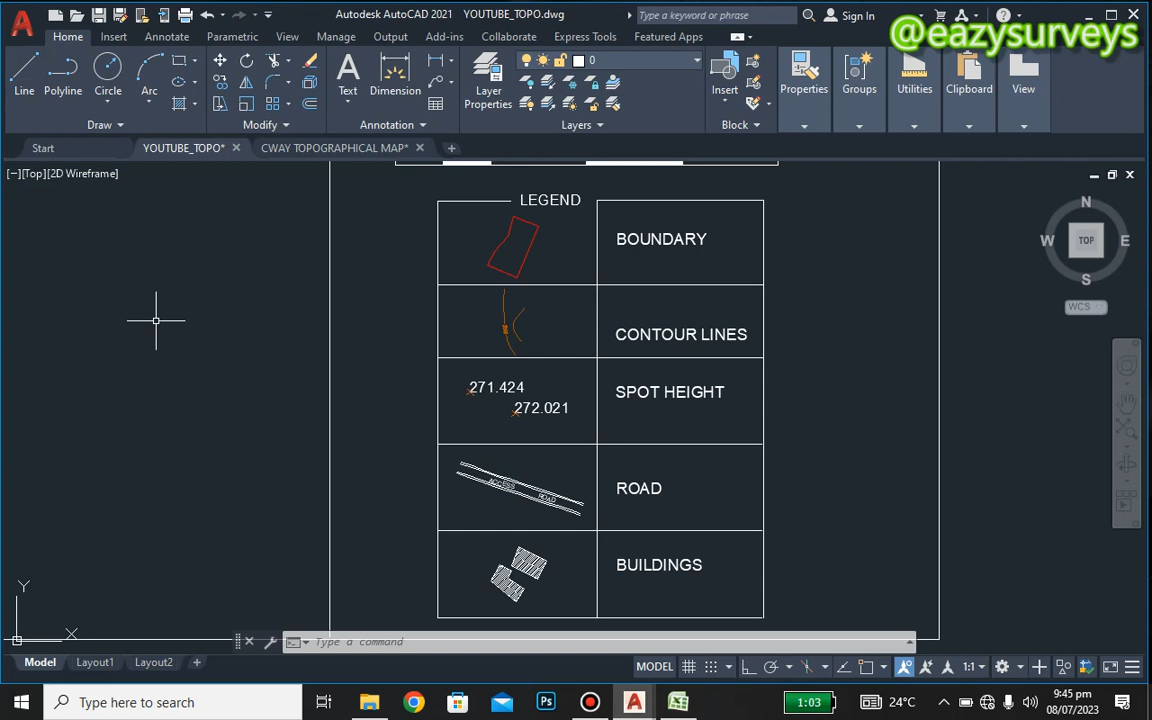 Autodesk AutoCAD 2021 YOUTUBE_TOPO.dwg
Type a keyword or phrase
Sign In
@eazysurveys
Home Insert Annotate Parametric View Manage Output Add-ins Collaborate Express Tools Featured Apps
Line Polyline Circle Arc
Text Dimension
Layer Properties
0
Insert
Properties Groups Utilities Clipboard View
Draw Modify Annotation Layers Block
Start YOUTUBE_TOPO* CWAY TOPOGRAPHICAL MAP*
[−][Top][2D Wireframe]
LEGEND
BOUNDARY
CONTOUR LINES
271.424
272.021
SPOT HEIGHT
ACCESS ROAD
ROAD
BUILDINGS
N
W TOP E
S
WCS
Y
X
Type a command
Model Layout1 Layout2
MODEL 1:1
Type here to search
Ps
1:03
24°C
9:45 pm
08/07/2023